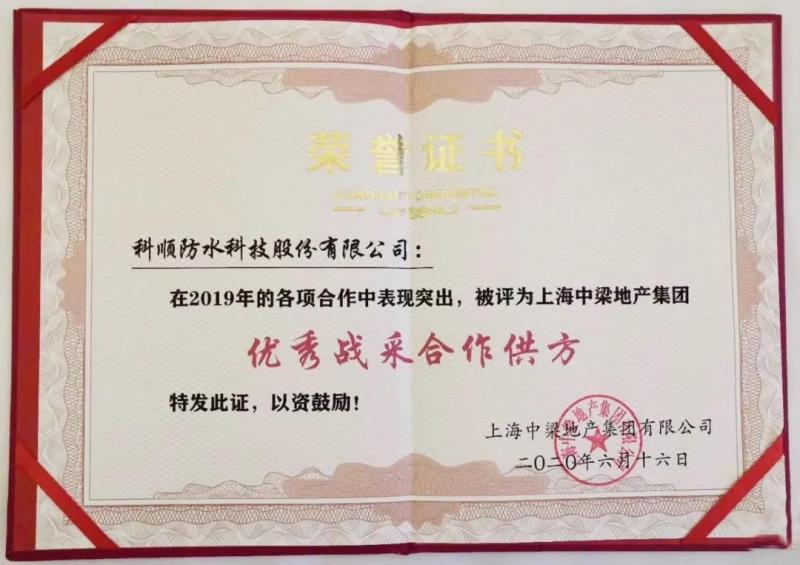 荣誉证书
科顺防水科技股份有限公司：
在2019年的各项合作中表现突出，被评为上海中梁地产集团
优秀战采合作供方
特发此证，以资鼓励！
上海中梁地产集团有限公司
二〇二〇年六月十六日